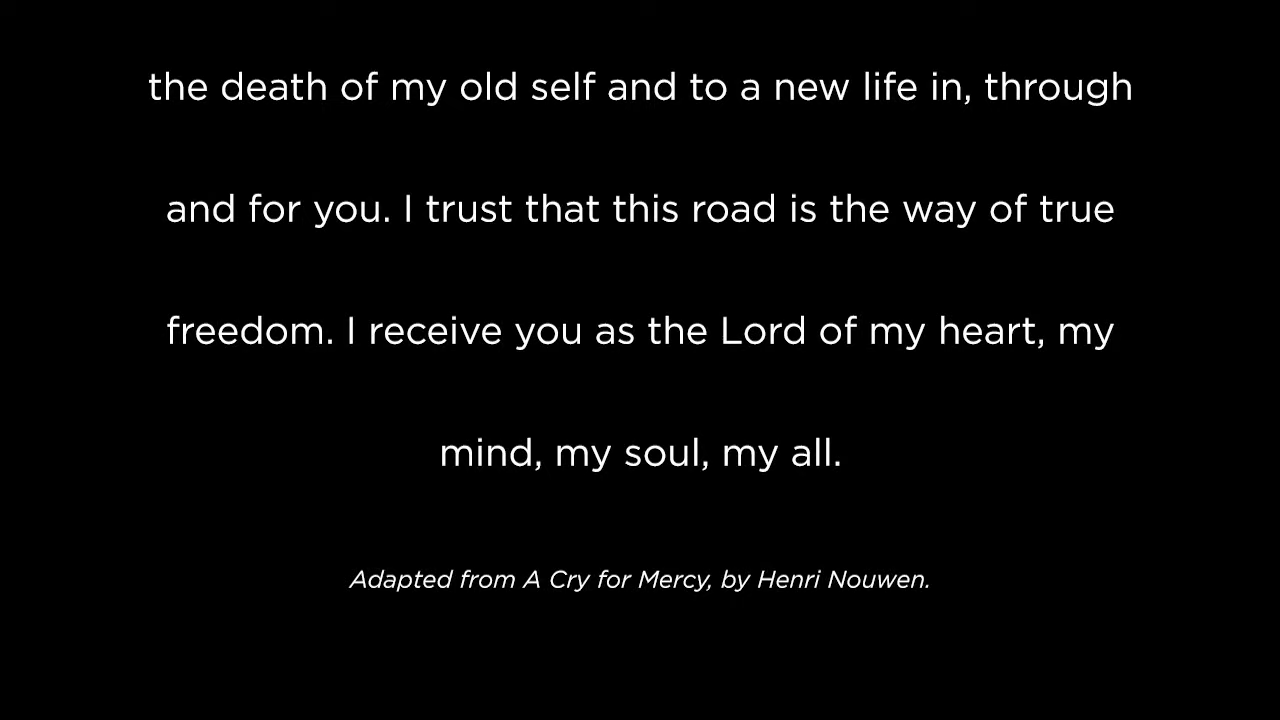 the death of my old self and to a new life in, through
and for you. I trust that this road is the way of true
freedom. I receive you as the Lord of my heart, my
mind, my soul, my all.
Adapted from A Cry for Mercy, by Henri Nouwen.